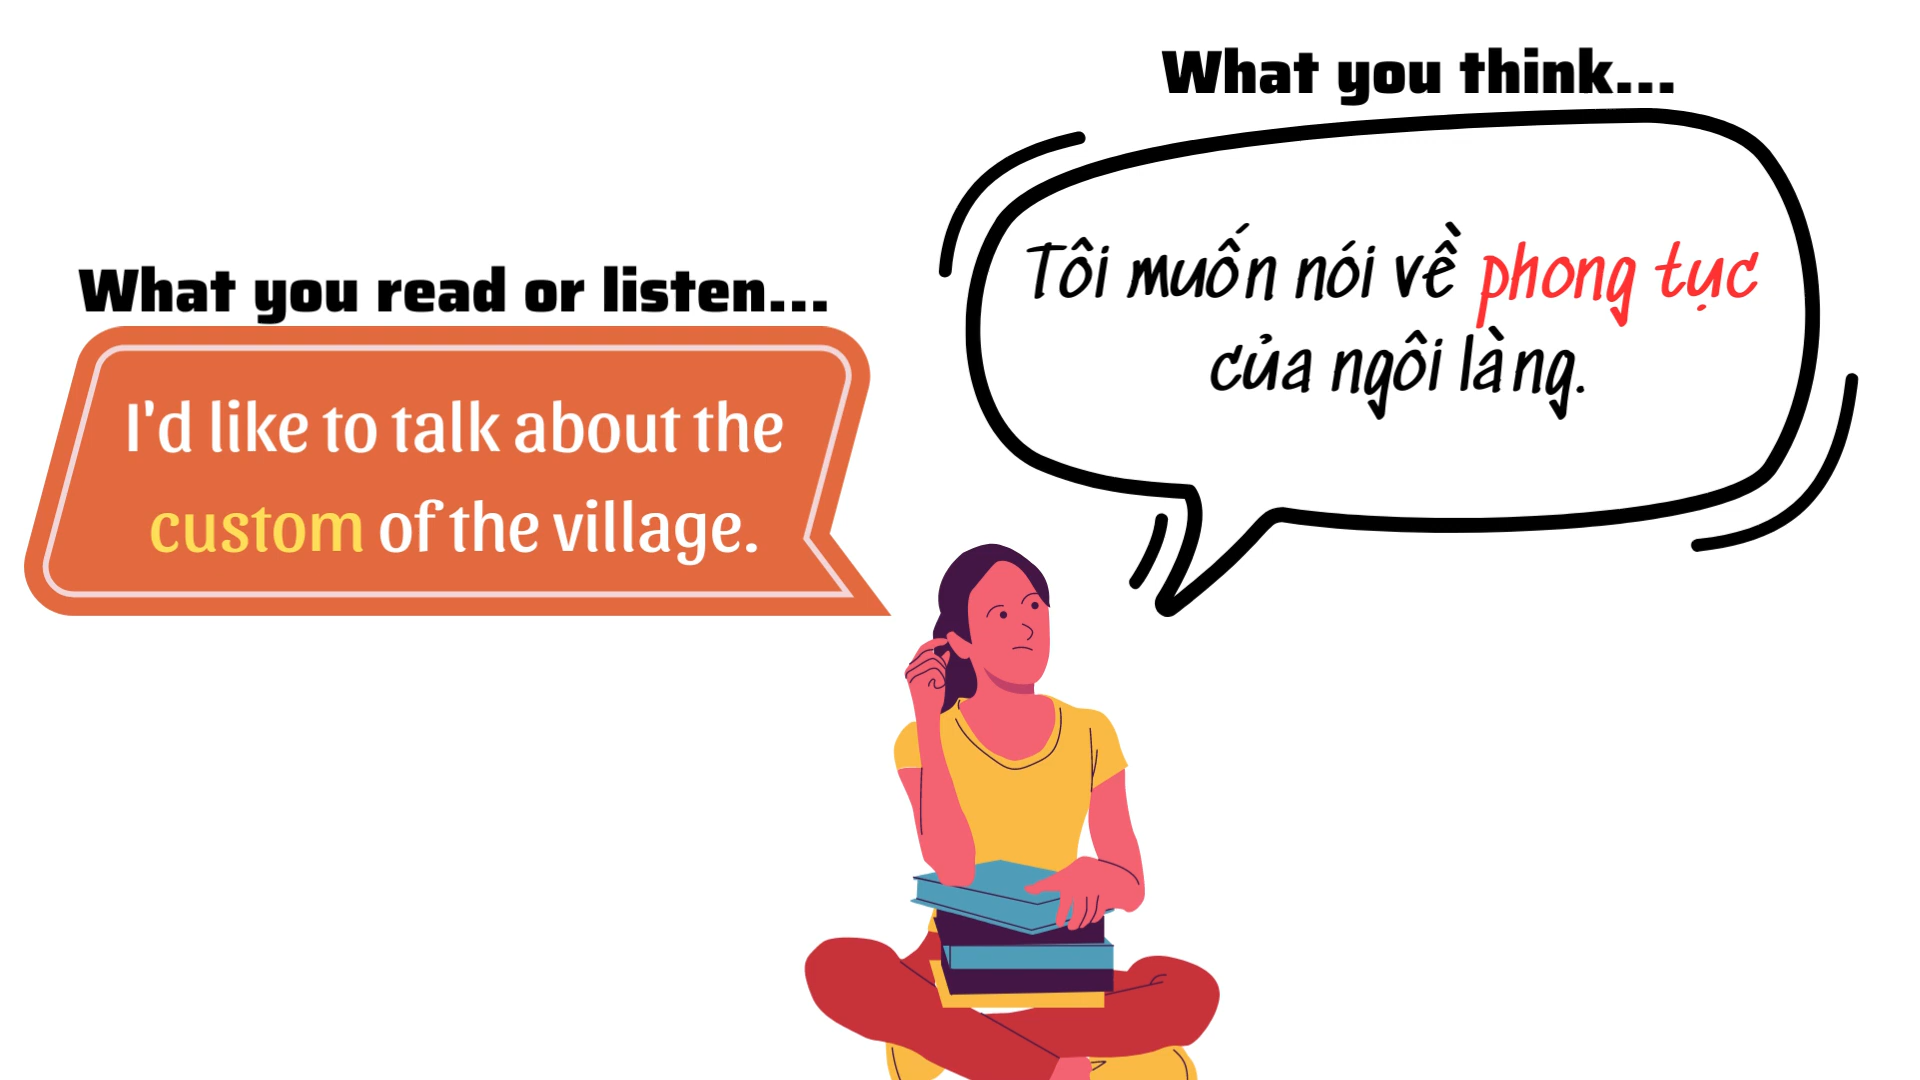 What you think...
Tôi muốn nói về phong tục
của ngôi làng.
What you read or listen...
I'd like to talk about the
custom of the village.